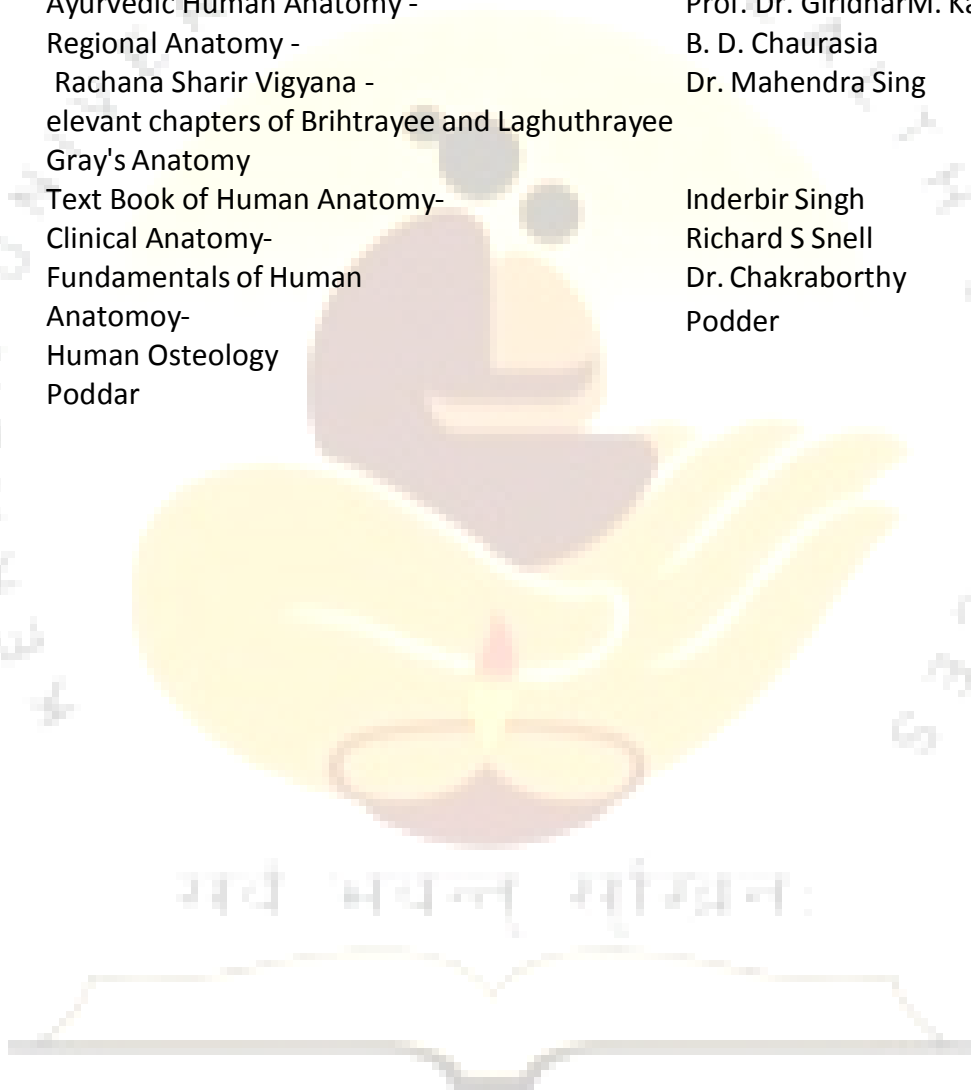 Ayurvedic Human Anatomy - Prof. Dr. GiridharM.
Regional Anatomy - B. D. Chaurasia
Rachana Sharir Vigyana - Dr. Mahendra Sing
elevant chapters of Brihtrayee and Laghuthrayee
Gray's Anatomy
Text Book of Human Anatomy- Inderbir Singh
Clinical Anatomy- Richard S Snell
Fundamentals of Human Dr. Chakraborthy
Anatomoy- Podder
Human Osteology
Poddar